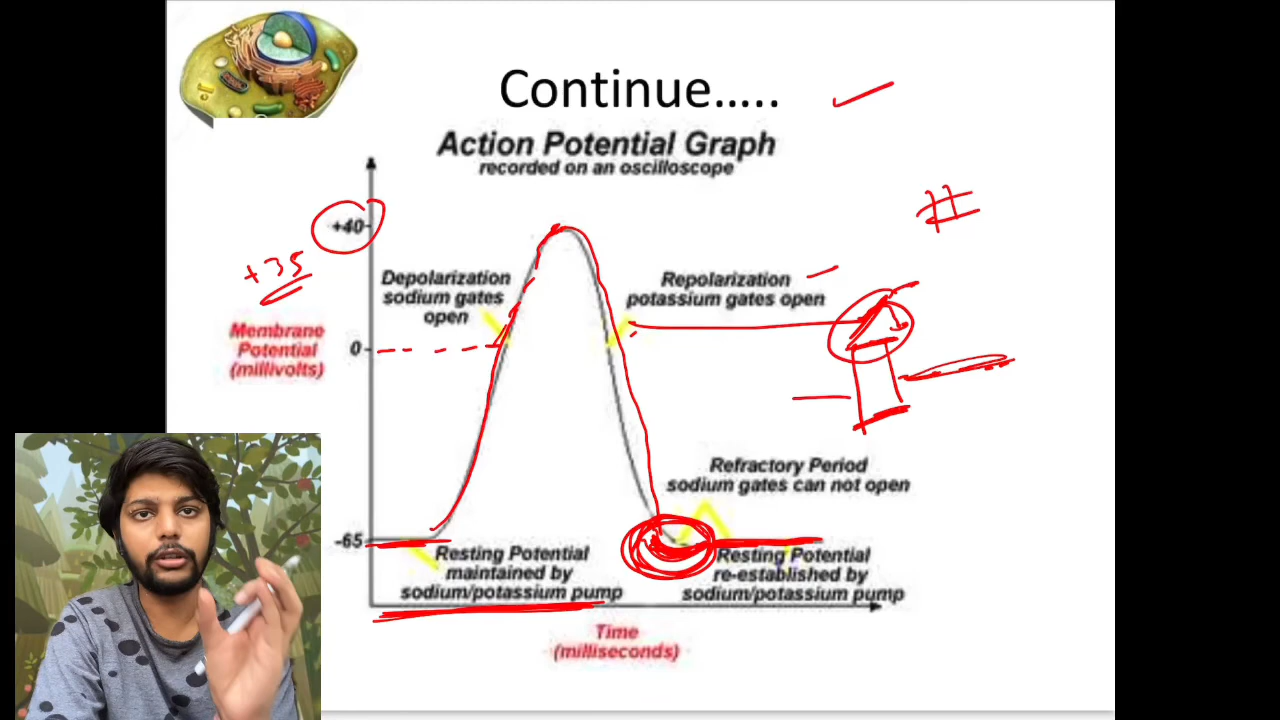 Continue.....
Action Potential Graph
recorded on an oscilloscope
+40
+35
Depolarization
sodium gates
open
Repolarization
potassium gates open
Membrane
Potential
(millivolts)
0
Refractory Period
sodium gates can not open
-65
Resting Potential
maintained by
sodium/potassium pump
Resting Potential
re-established by
sodium/potassium pump
Time
(milliseconds)
#